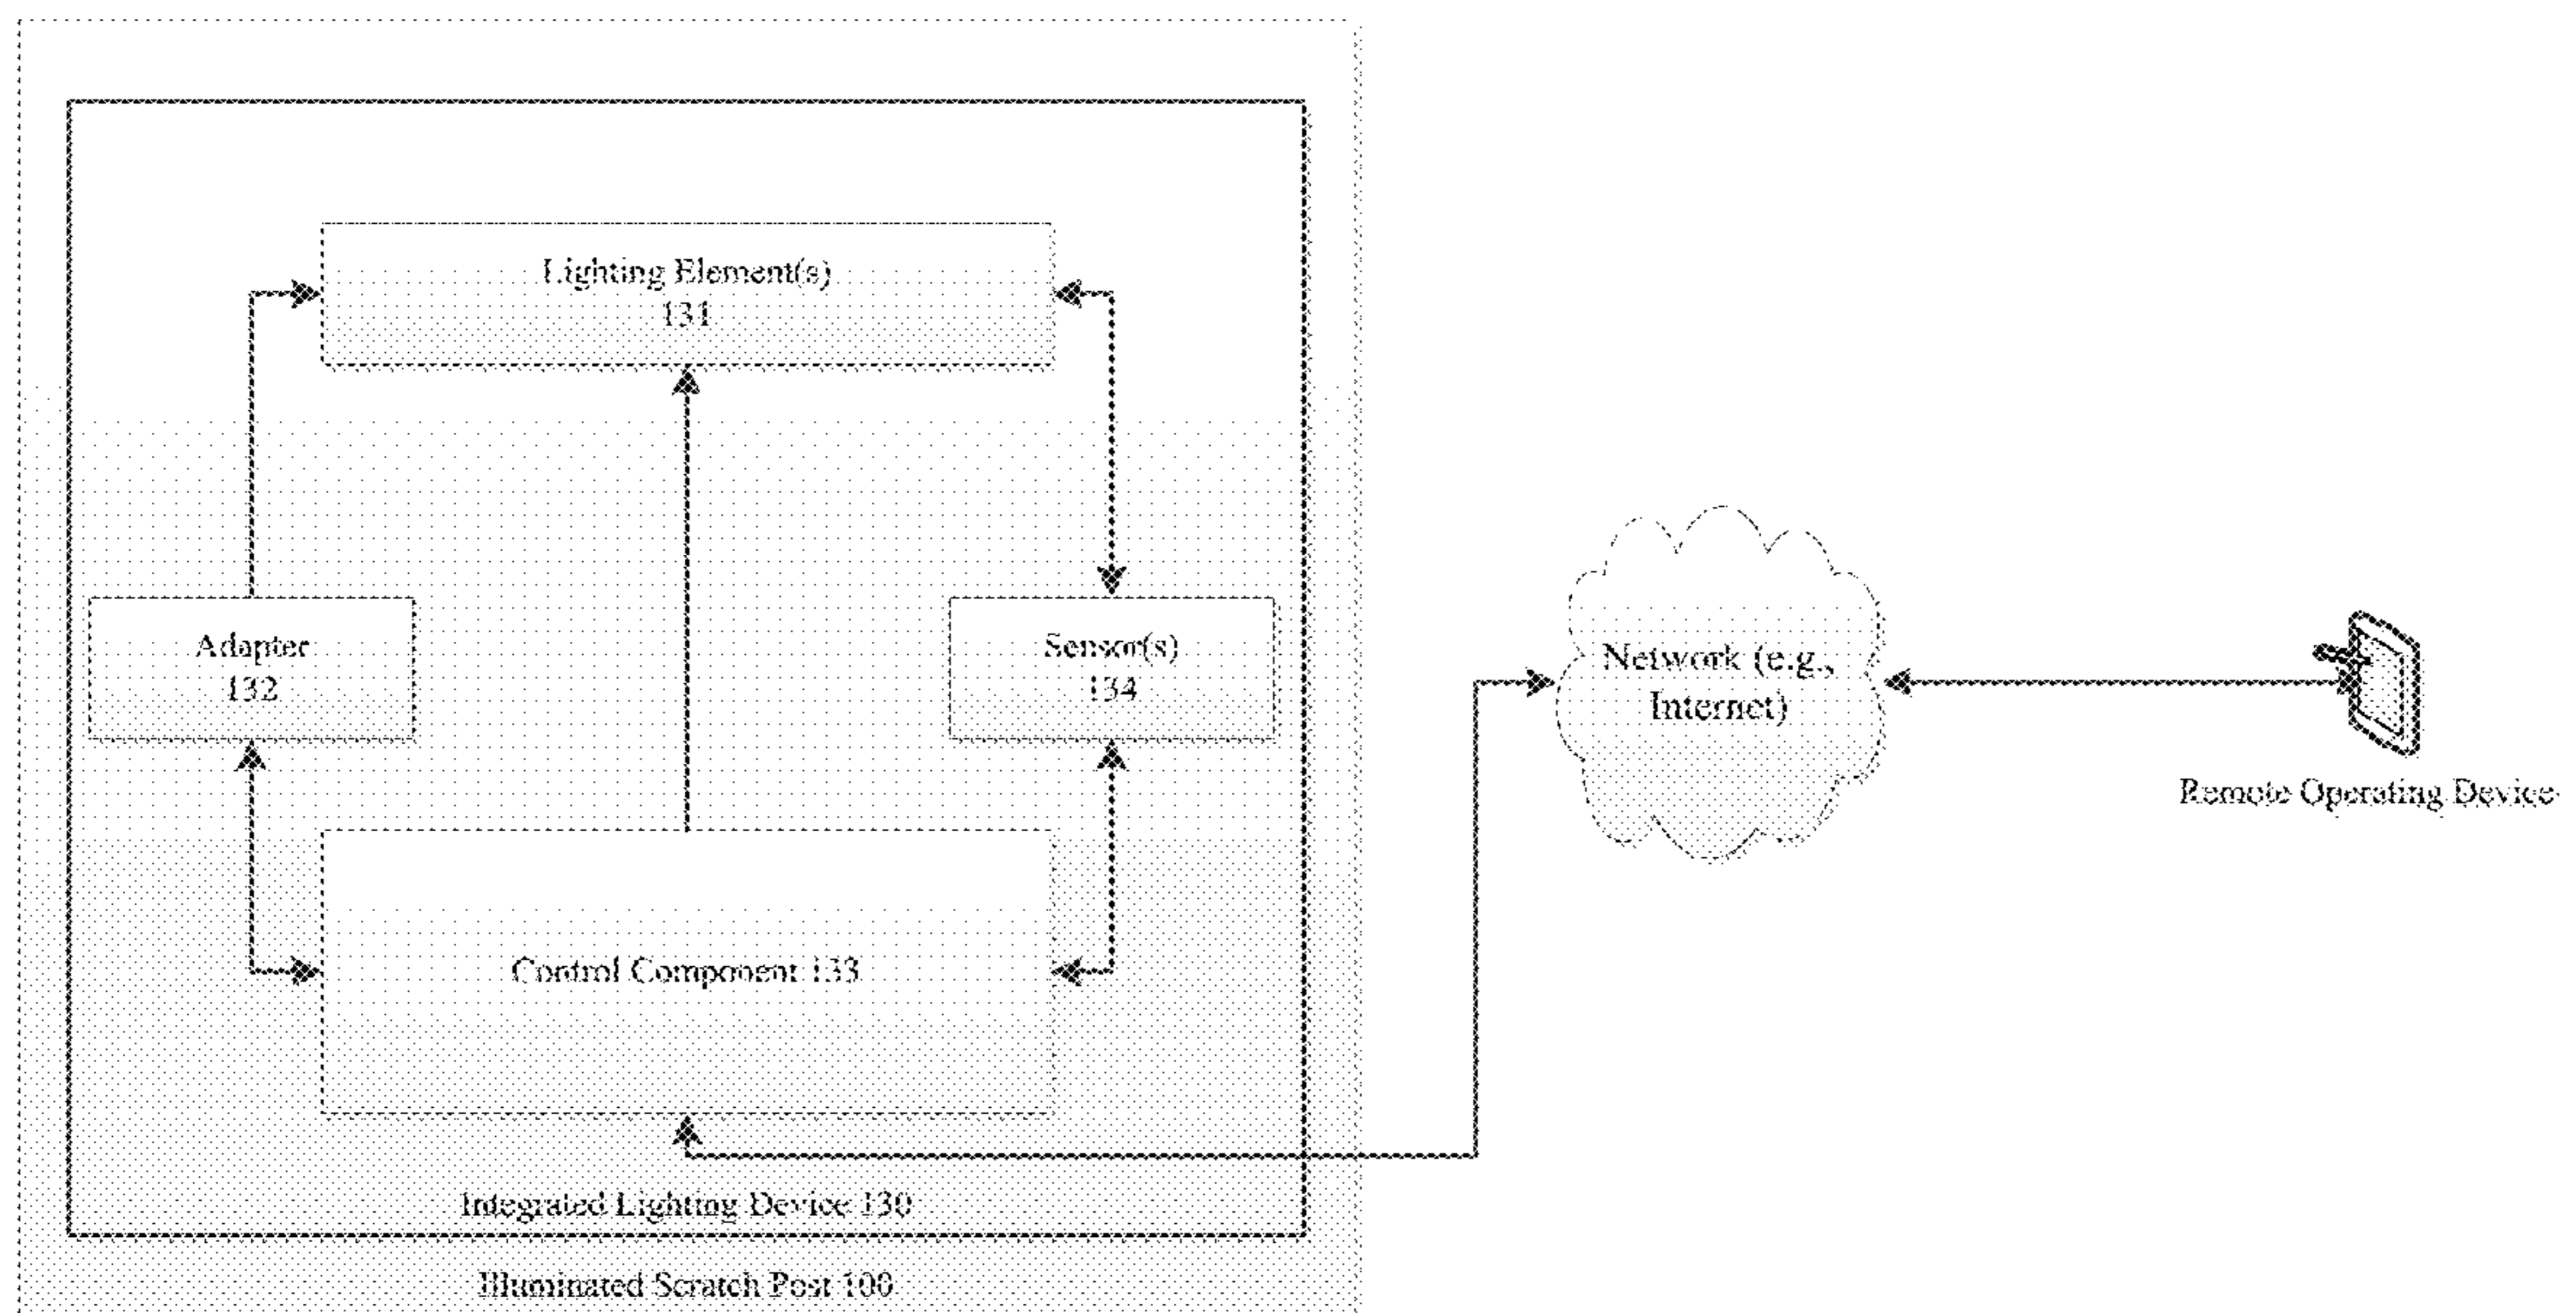 Lighting Element(s)
131
Adapter
132
Sensor(s)
134
Control Component 133
Integrated Lighting Device 130
Illuminated Scratch Post 100
Network (e.g.,
Internet)
Remote Operating Device